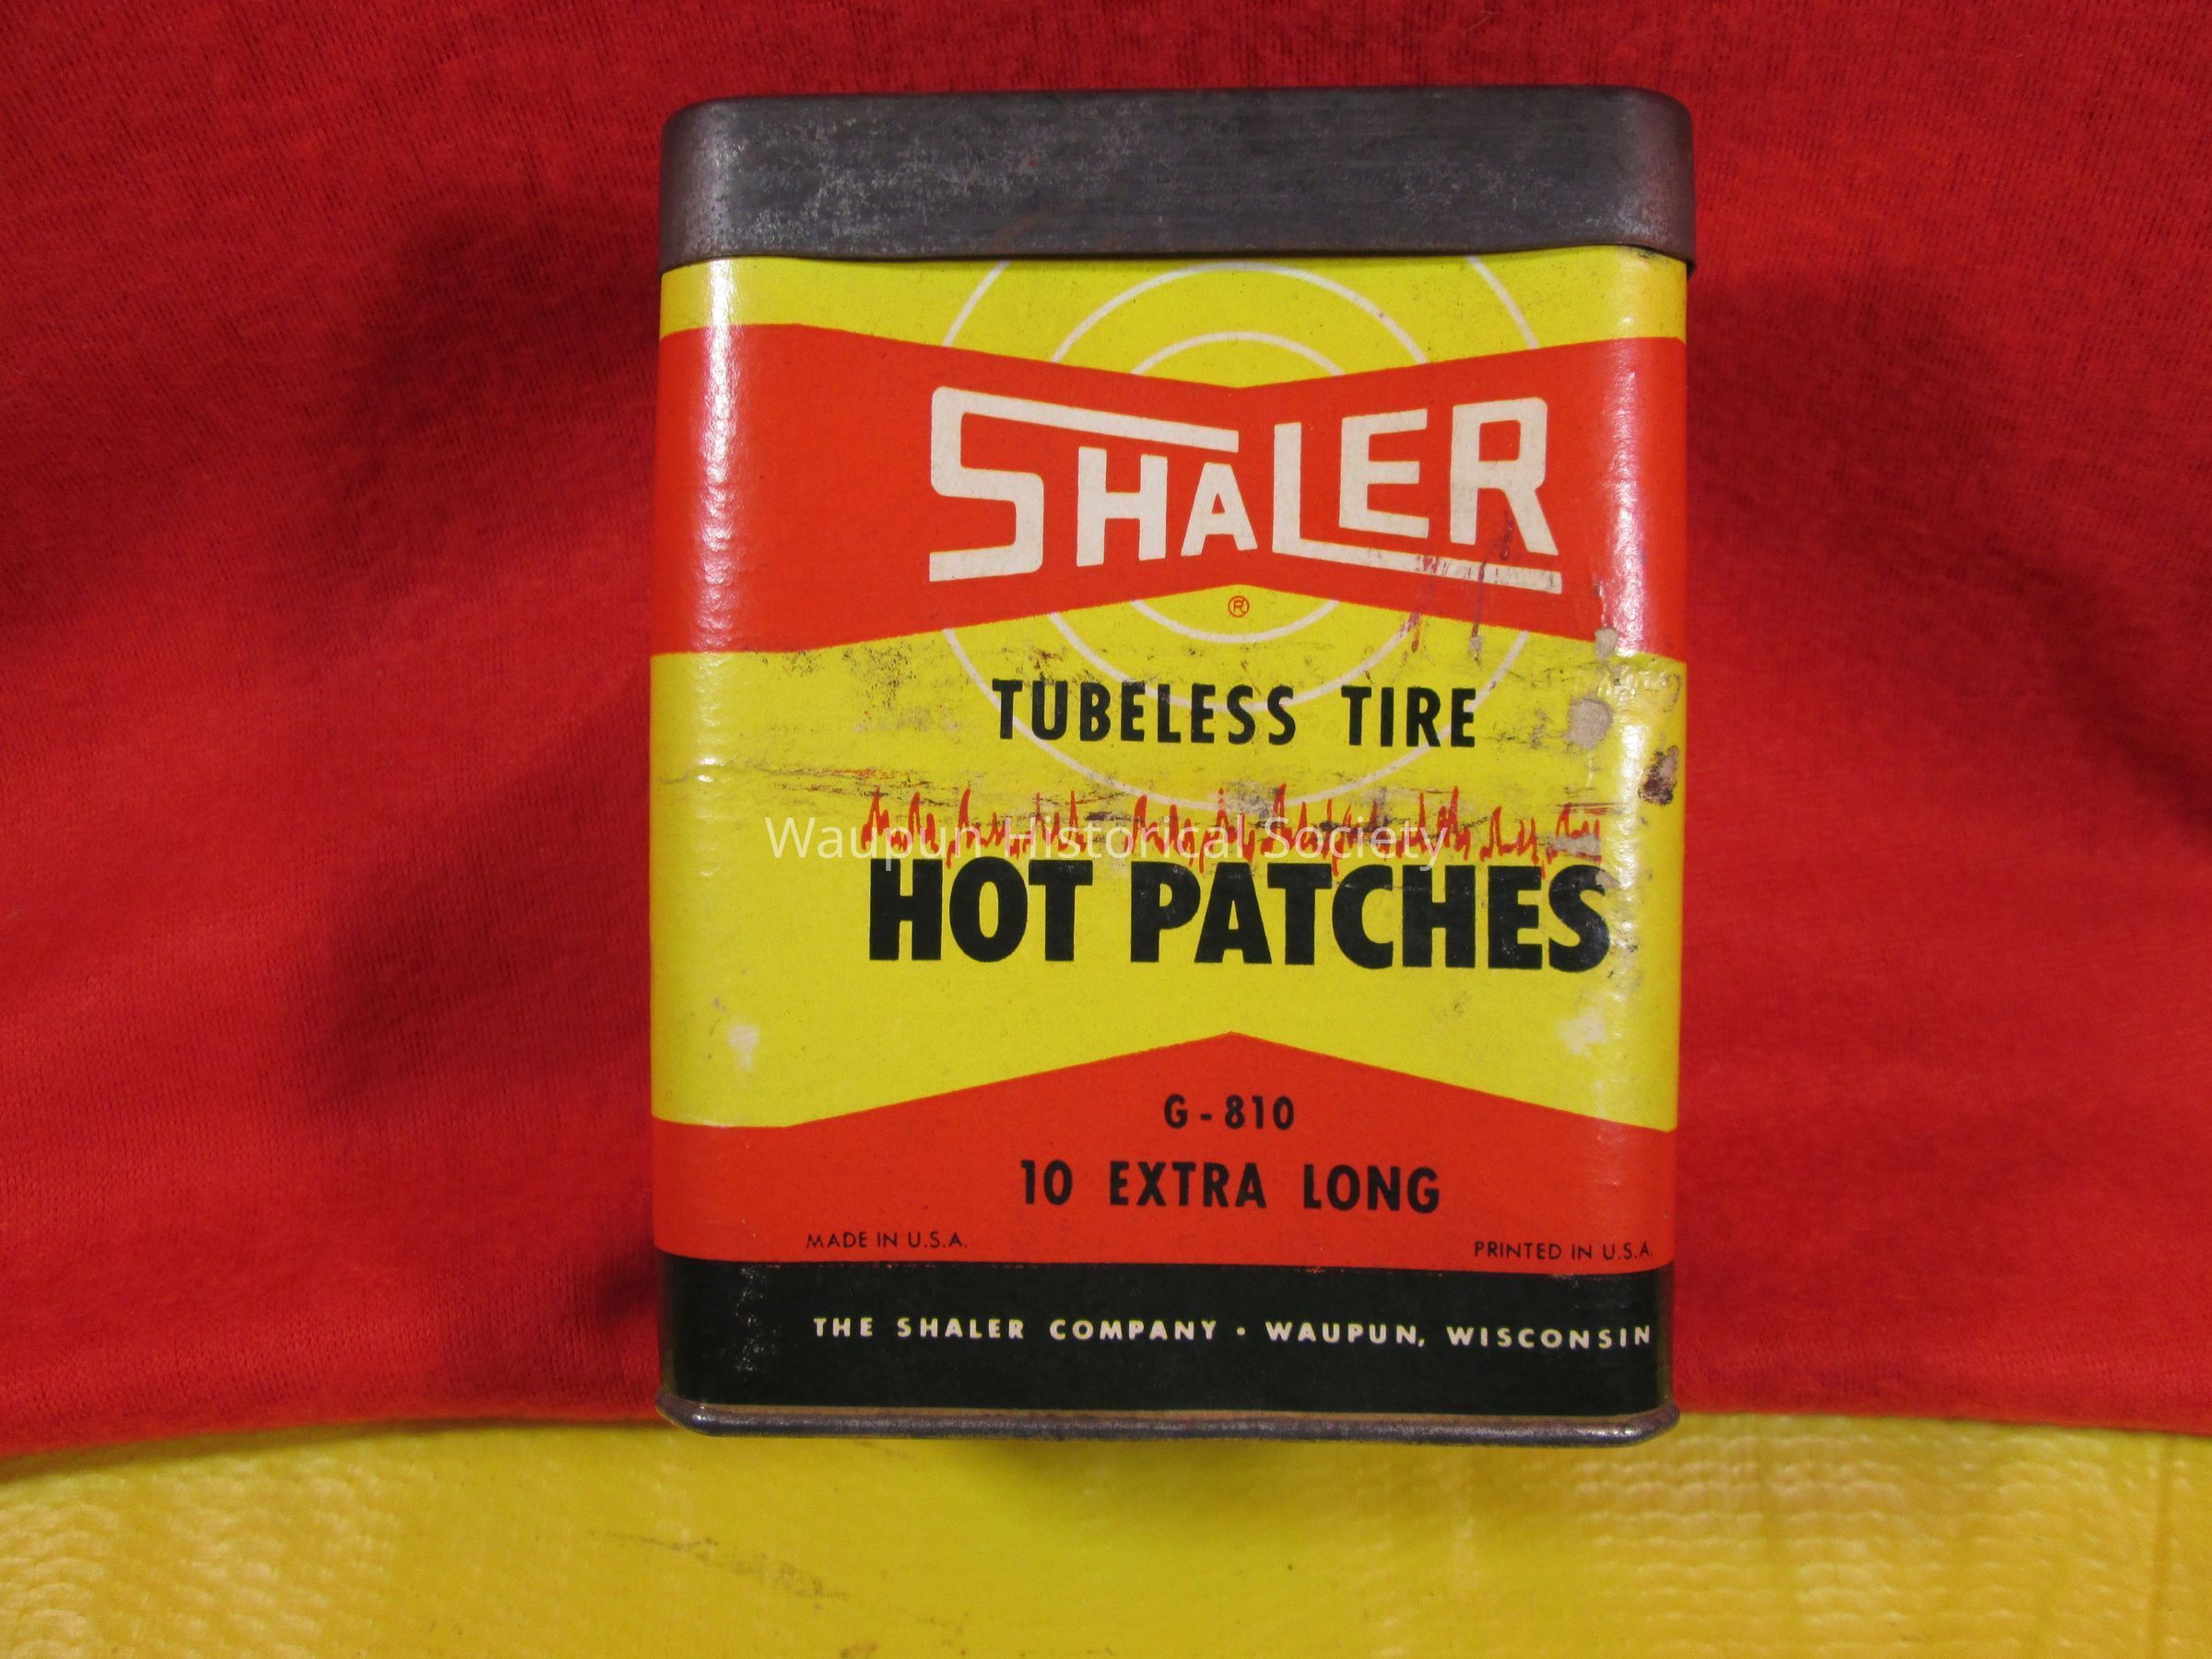 SHALER
®
TUBELESS TIRE
Waupun Historical Society
HOT PATCHES
G-810
10 EXTRA LONG
MADE IN U.S.A. PRINTED IN U.S.A.
THE SHALER COMPANY • WAUPUN, WISCONSIN